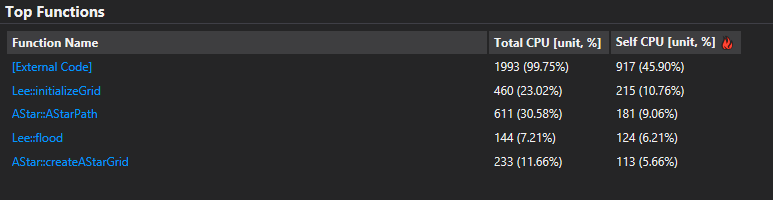 Top Functions
Function Name Total CPU [unit, %] Self CPU [unit, %]
[External Code] 1993 (99.75%) 917 (45.90%)
Lee::initializeGrid 460 (23.02%) 215 (10.76%)
AStar::AStarPath 611 (30.58%) 181 (9.06%)
Lee::flood 144 (7.21%) 124 (6.21%)
AStar::createAStarGrid 233 (11.66%) 113 (5.66%)